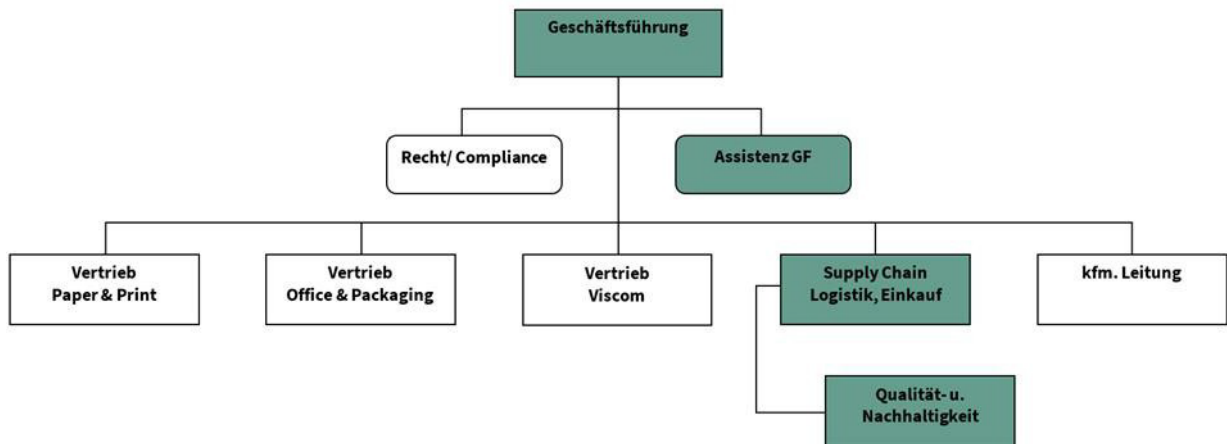 Geschäftsführung
Recht/ Compliance
Assistenz GF
Vertrieb
Paper & Print
Vertrieb
Office & Packaging
Vertrieb
Viscom
Supply Chain
Logistik, Einkauf
kfm. Leitung
Qualität- u.
Nachhaltigkeit